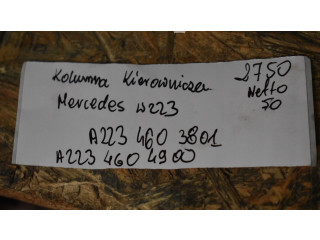 Kolumna Kierownicza
Mercedes w223
A223 460 3801
A223 460 4900
2750
Netto
50